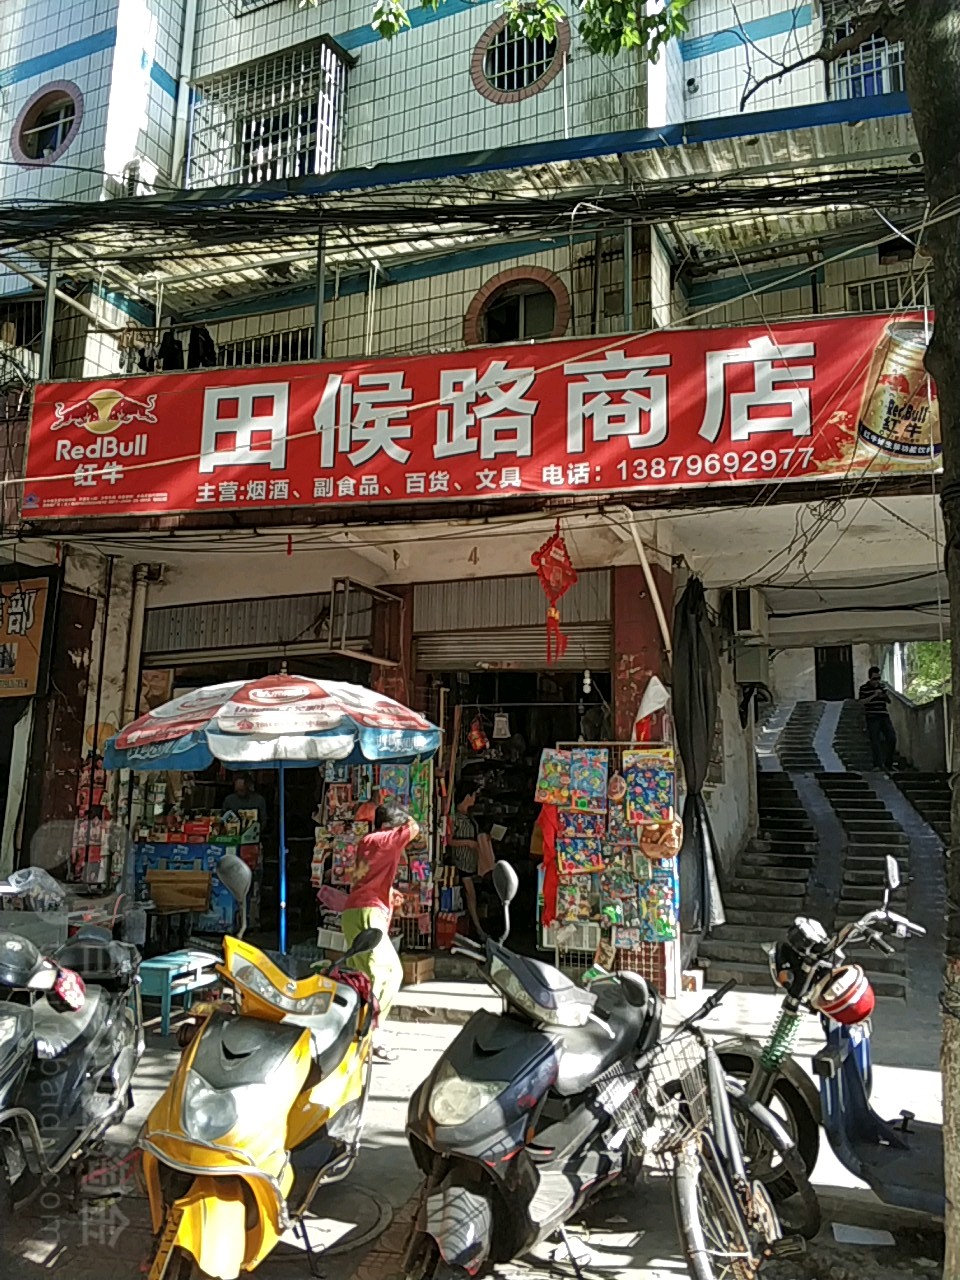 田候路商店
RedBull
红牛
主营:烟酒、副食品、百货、文具 电话：13879692977
RedBull
红牛
部
4